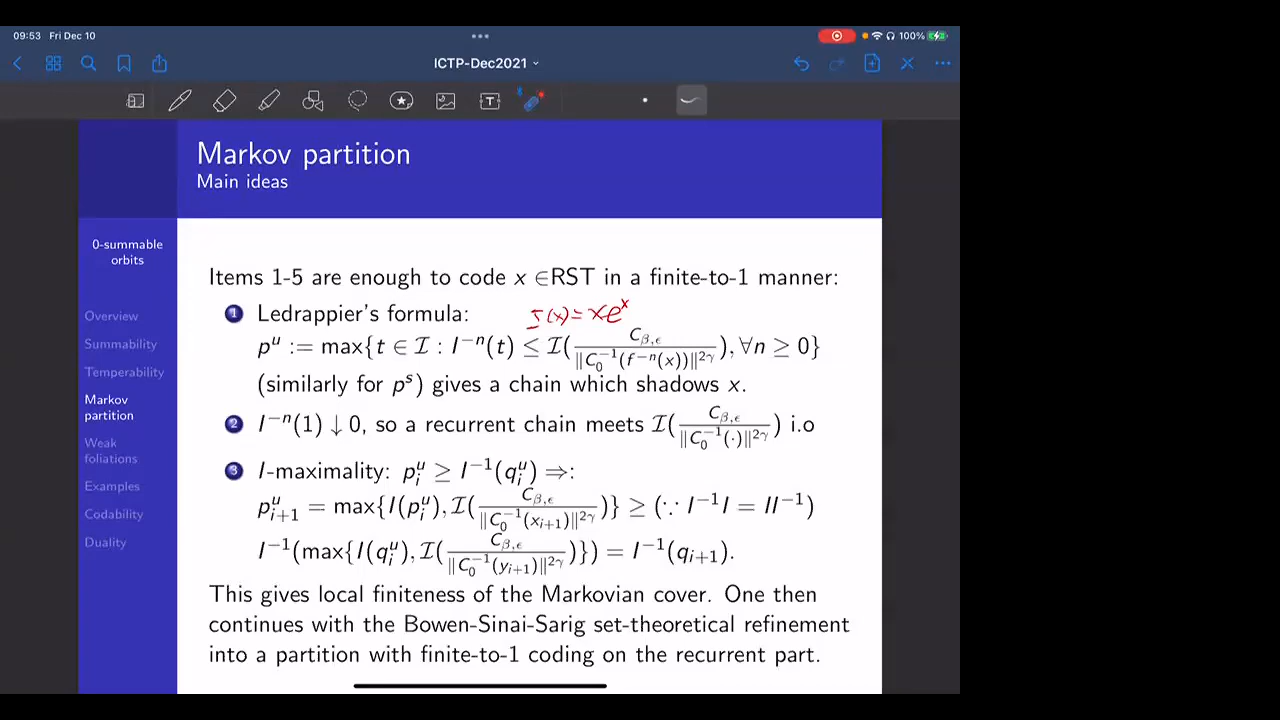 09:53 Fri Dec 10
100%
ICTP-Dec2021
Markov partition
Main ideas
0-summable
orbits
Overview
Summability
Temperability
Markov
partition
Weak
foliations
Examples
Codability
Duality
Items 1-5 are enough to code x ∈RST in a finite-to-1 manner:
1 Ledrappier's formula: I(x)=xe^x
p^u := max{t ∈ ℐ : I^{-n}(t) ≤ ℐ(C_{β,ϵ}/‖C_0^{-1}(f^{-n}(x))‖^{2γ}), ∀n ≥ 0}
(similarly for p^s) gives a chain which shadows x.
2 I^{-n}(1) ↓ 0, so a recurrent chain meets ℐ(C_{β,ϵ}/‖C_0^{-1}(·)‖^{2γ}) i.o
3 I-maximality: p_i^u ≥ I^{-1}(q_i^u) ⇒:
p_{i+1}^u = max{I(p_i^u), ℐ(C_{β,ϵ}/‖C_0^{-1}(x_{i+1})‖^{2γ})} ≥ (∵ I^{-1}I = II^{-1})
I^{-1}(max{I(q_i^u), ℐ(C_{β,ϵ}/‖C_0^{-1}(y_{i+1})‖^{2γ})}) = I^{-1}(q_{i+1}).
This gives local finiteness of the Markovian cover. One then
continues with the Bowen-Sinai-Sarig set-theoretical refinement
into a partition with finite-to-1 coding on the recurrent part.